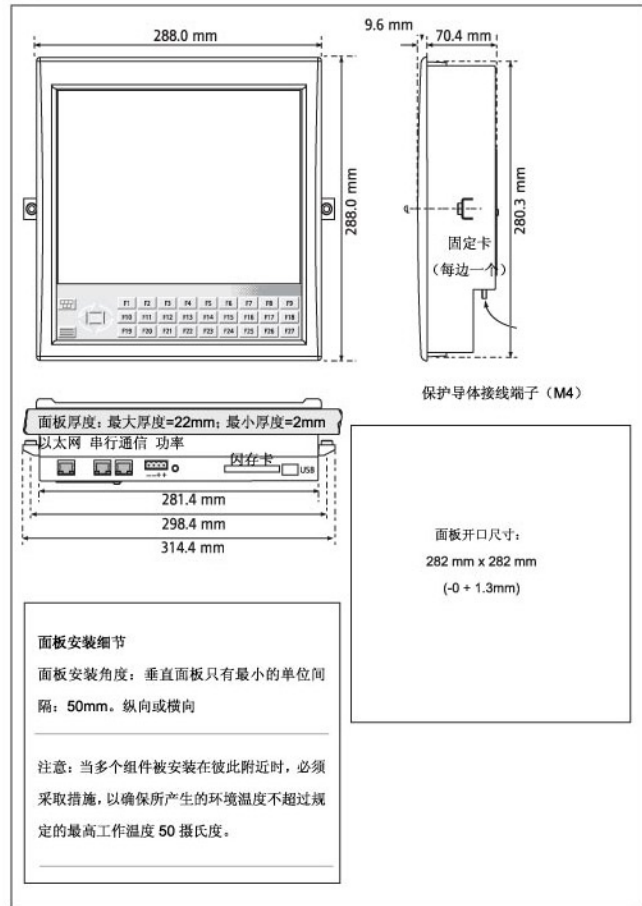 288.0 mm
9.6 mm
70.4 mm
288.0 mm
280.3 mm
固定卡
（每边一个）
F1 F2 F3 F4 F5 F6 F7 F8 F9
F10 F11 F12 F13 F14 F15 F16 F17 F18
F19 F20 F21 F22 F23 F24 F25 F26 F27
保护导体接线端子（M4）
面板厚度：最大厚度=22mm；最小厚度=2mm
以太网 串行通信 功率
闪存卡
USB
281.4 mm
298.4 mm
314.4 mm
面板开口尺寸：
282 mm x 282 mm
(-0 + 1.3mm)
面板安装细节
面板安装角度：垂直面板只有最小的单位间
隔：50mm。纵向或横向
注意：当多个组件被安装在彼此附近时，必须
采取措施，以确保所产生的环境温度不超过规
定的最高工作温度 50 摄氏度。